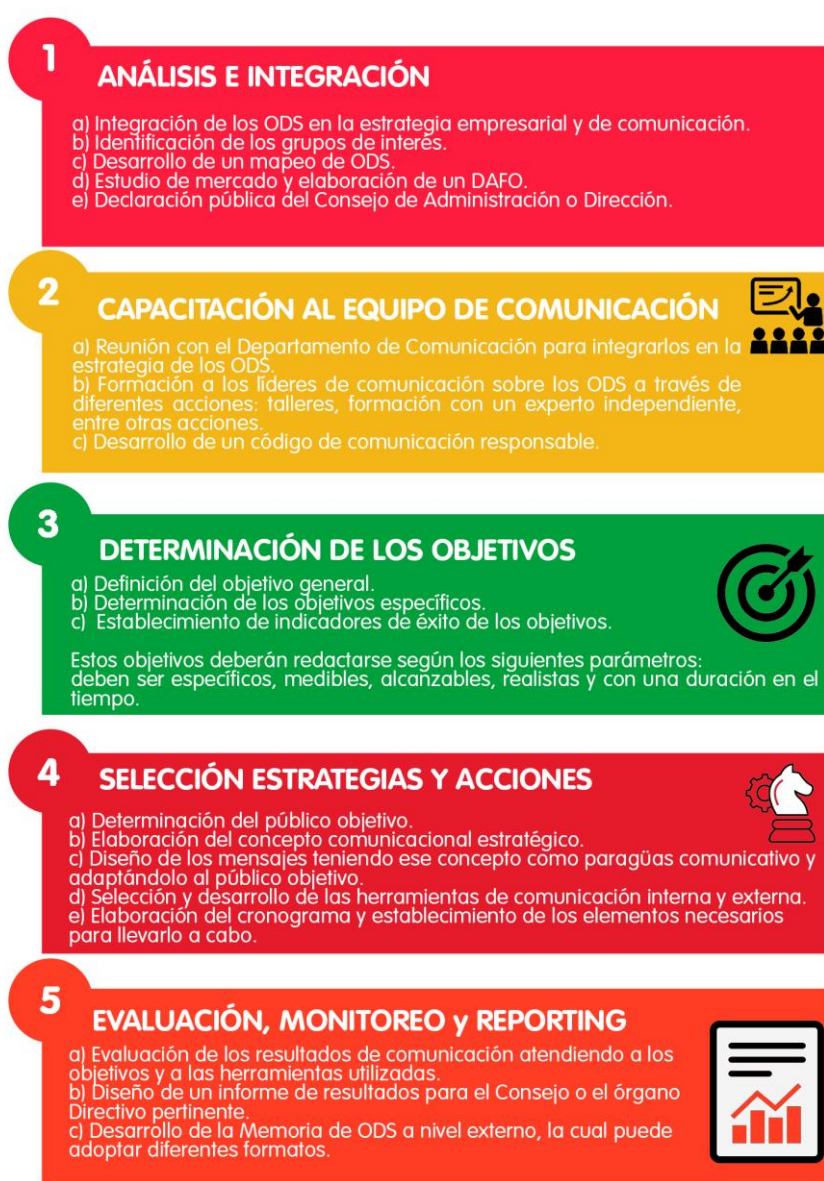 1
ANÁLISIS E INTEGRACIÓN
a) Integración de los ODS en la estrategia empresarial y de comunicación.
b) Identificación de los grupos de interés.
c) Desarrollo de un mapeo de ODS.
d) Estudio de mercado y elaboración de un DAFO.
e) Declaración pública del Consejo de Administración o Dirección.
2
CAPACITACIÓN AL EQUIPO DE COMUNICACIÓN
a) Reunión con el Departamento de Comunicación para integrarlos en la
estrategia de los ODS.
b) Formación a los líderes de comunicación sobre los ODS a través de
diferentes acciones: talleres, formación con un experto independiente,
entre otras acciones.
c) Desarrollo de un código de comunicación responsable.
3
DETERMINACIÓN DE LOS OBJETIVOS
a) Definición del objetivo general.
b) Determinación de los objetivos específicos.
c) Establecimiento de indicadores de éxito de los objetivos.
Estos objetivos deberán redactarse según los siguientes parámetros:
deben ser específicos, medibles, alcanzables, realistas y con una duración en el
tiempo.
4
SELECCIÓN ESTRATEGIAS Y ACCIONES
a) Determinación del público objetivo.
b) Elaboración del concepto comunicacional estratégico.
c) Diseño de los mensajes teniendo ese concepto como paragüas comunicativo y
adaptándolo al público objetivo.
d) Selección y desarrollo de las herramientas de comunicación interna y externa.
e) Elaboración del cronograma y establecimiento de los elementos necesarios
para llevarlo a cabo.
5
EVALUACIÓN, MONITOREO y REPORTING
a) Evaluación de los resultados de comunicación atendiendo a los
objetivos y a las herramientas utilizadas.
b) Diseño de un informe de resultados para el Consejo o el órgano
Directivo pertinente.
c) Desarrollo de la Memoria de ODS a nivel externo, la cual puede
adoptar diferentes formatos.